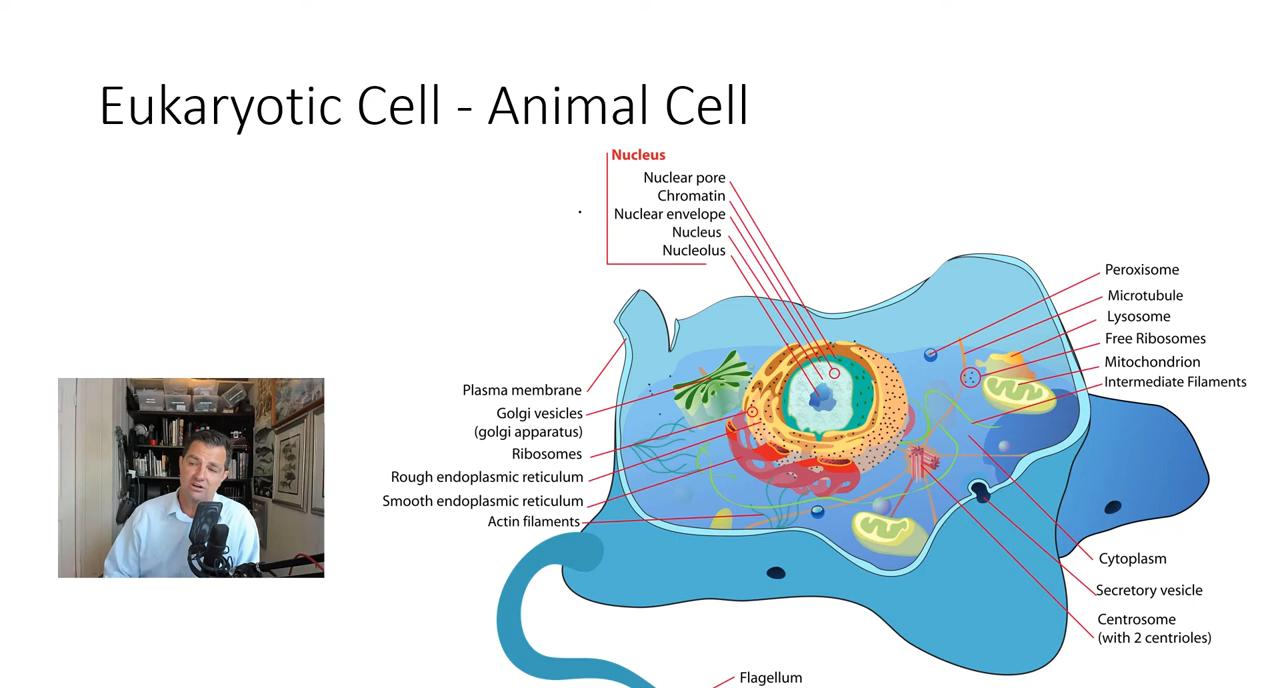 Eukaryotic Cell - Animal Cell
Nucleus
Nuclear pore
Chromatin
Nuclear envelope
Nucleus
Nucleolus
Plasma membrane
Golgi vesicles
(golgi apparatus)
Ribosomes
Rough endoplasmic reticulum
Smooth endoplasmic reticulum
Actin filaments
Peroxisome
Microtubule
Lysosome
Free Ribosomes
Mitochondrion
Intermediate Filaments
Cytoplasm
Secretory vesicle
Centrosome
(with 2 centrioles)
Flagellum